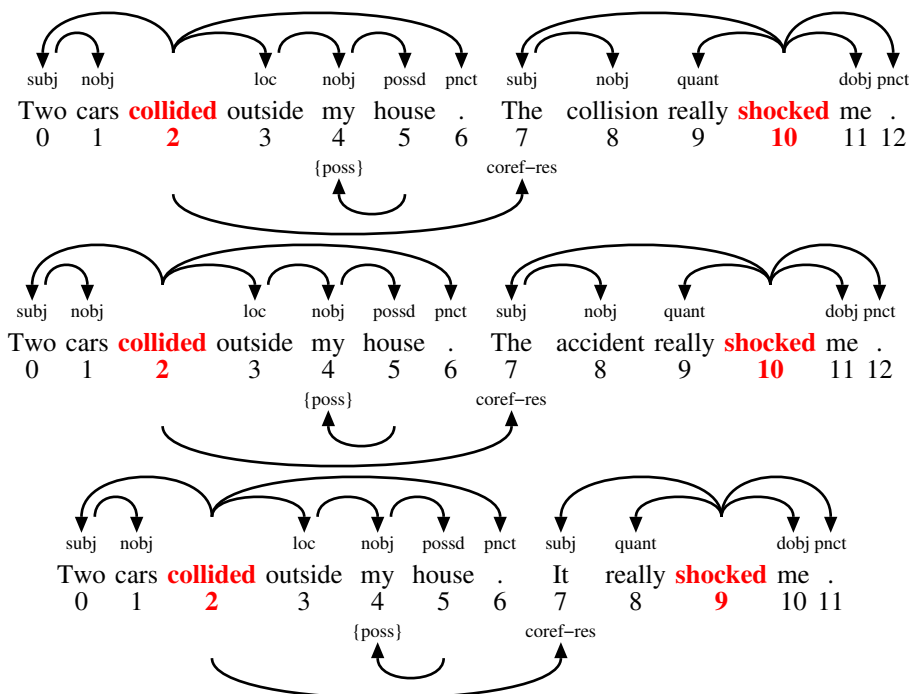 subj nobj loc nobj possd pnct subj nobj quant dobj pnct
Two cars collided outside my house . The collision really shocked me .
0 1 2 3 4 5 6 7 8 9 10 11 12
{poss} coref−res
subj nobj loc nobj possd pnct subj nobj quant dobj pnct
Two cars collided outside my house . The accident really shocked me .
0 1 2 3 4 5 6 7 8 9 10 11 12
{poss} coref−res
subj nobj loc nobj possd pnct subj quant dobj pnct
Two cars collided outside my house . It really shocked me .
0 1 2 3 4 5 6 7 8 9 10 11
{poss} coref−res